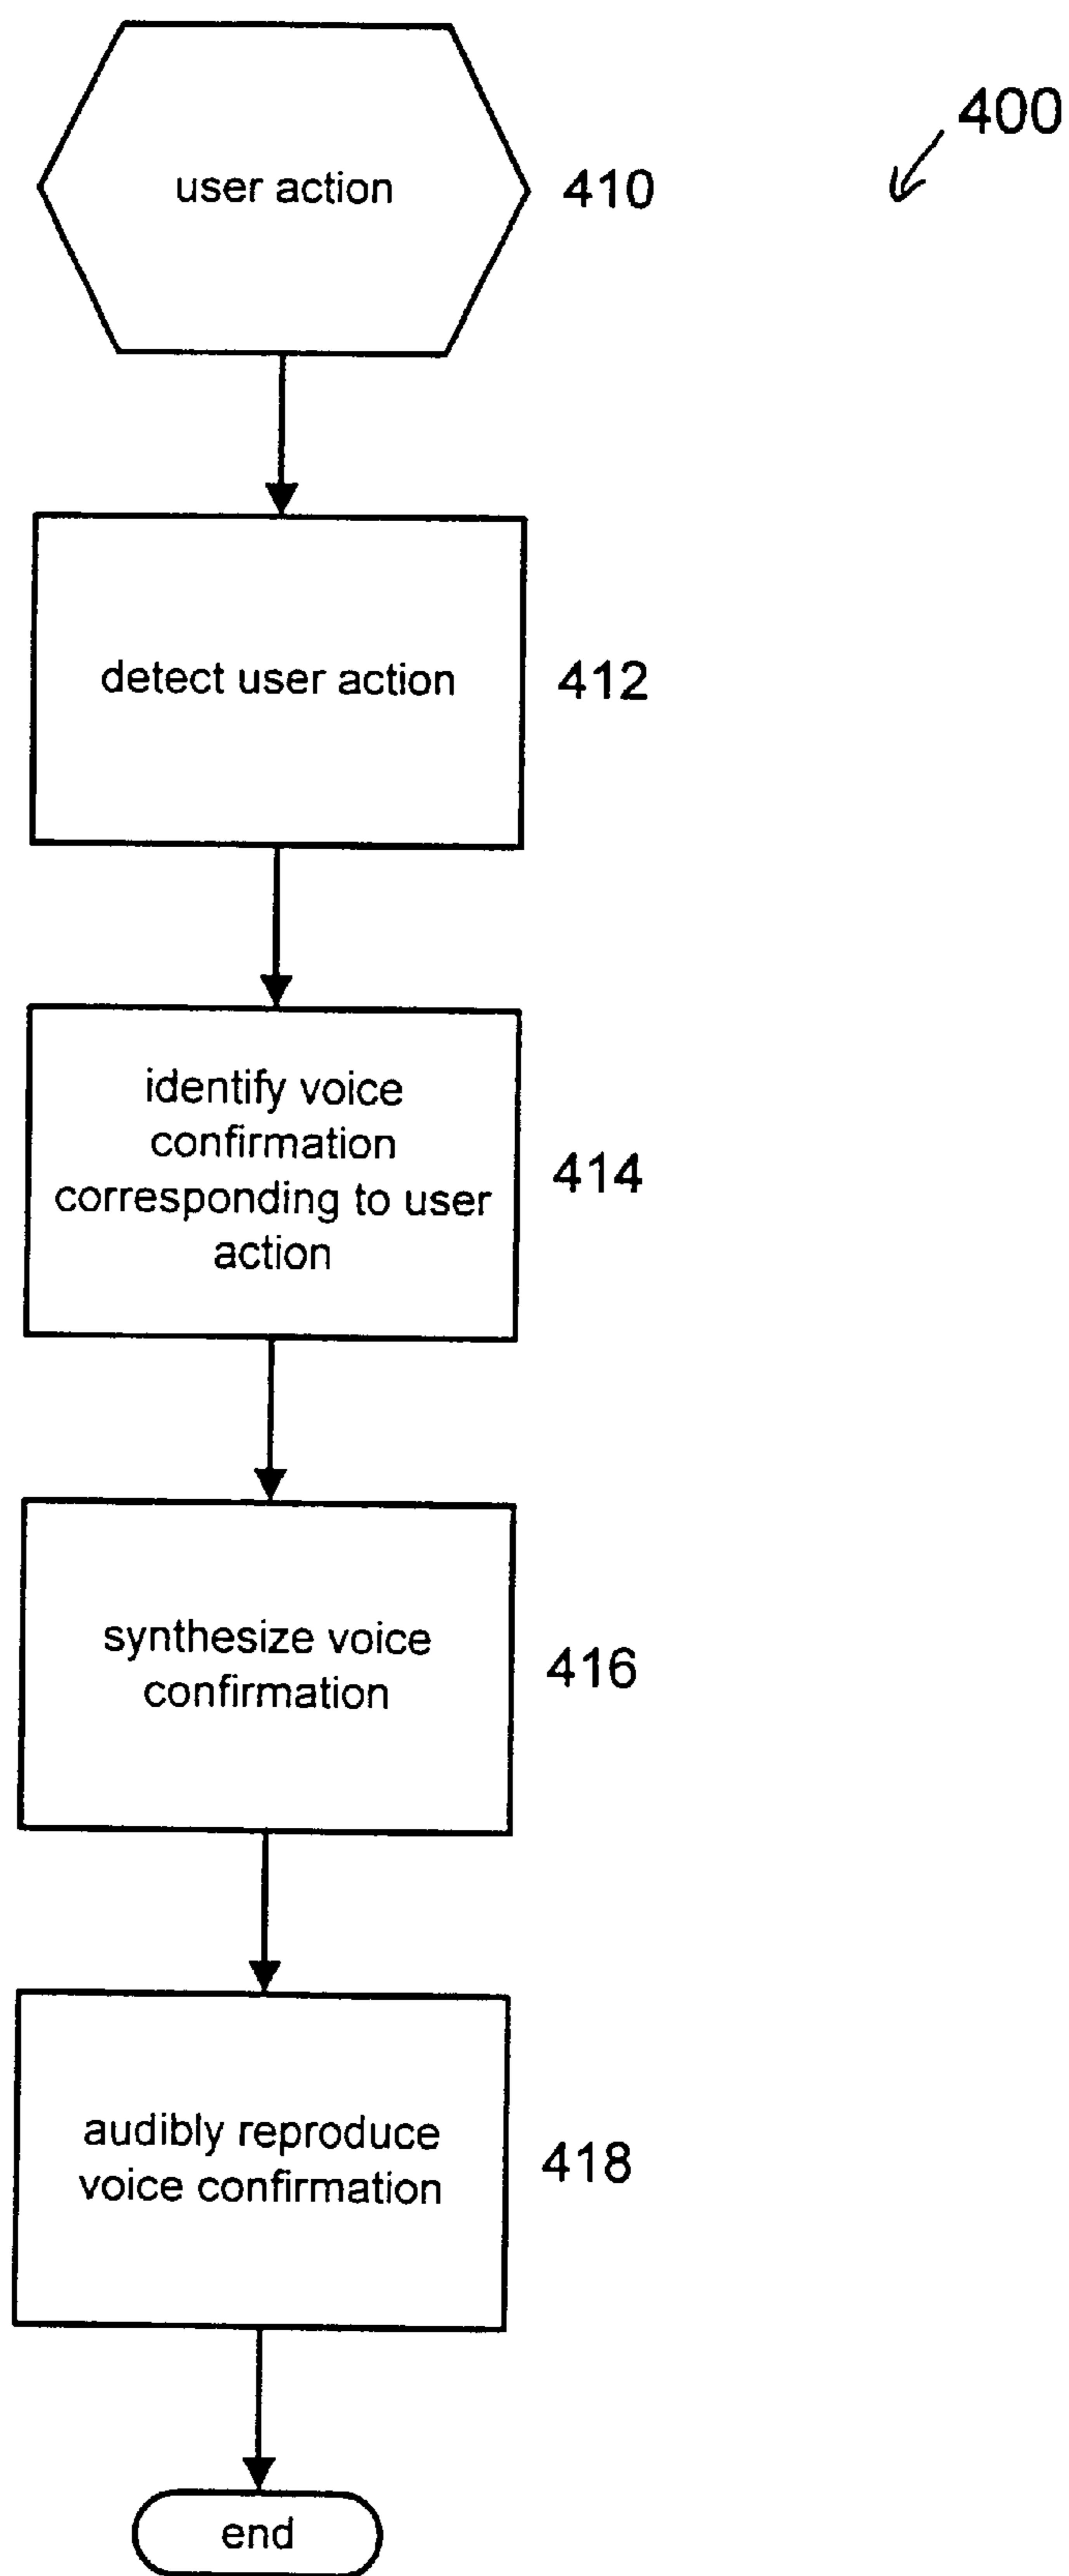 400
user action
410
detect user action
412
identify voice
confirmation
corresponding to user
action
414
synthesize voice
confirmation
416
audibly reproduce
voice confirmation
418
end